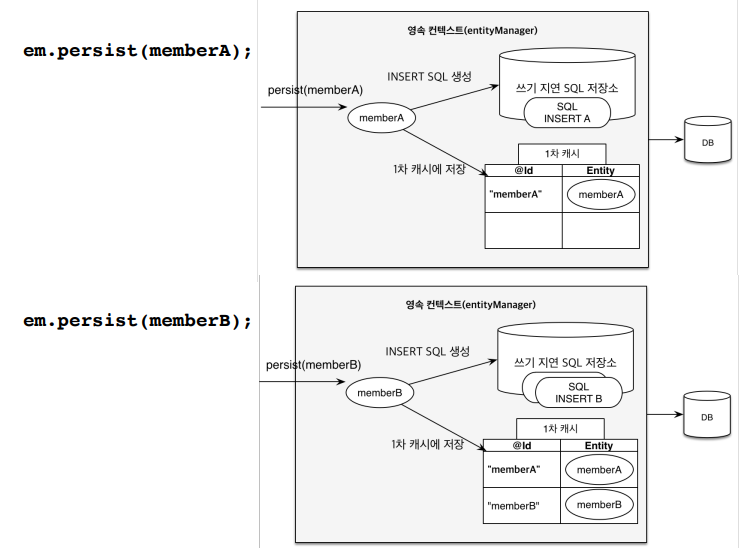 em.persist(memberA);
영속 컨텍스트(entityManager)
persist(memberA)
INSERT SQL 생성
쓰기 지연 SQL 저장소
SQL
INSERT A
memberA
1차 캐시에 저장
1차 캐시
@Id Entity
"memberA" memberA
DB
em.persist(memberB);
영속 컨텍스트(entityManager)
persist(memberB)
INSERT SQL 생성
쓰기 지연 SQL 저장소
SQL
INSERT B
memberB
1차 캐시에 저장
1차 캐시
@Id Entity
"memberA" memberA
"memberB" memberB
DB